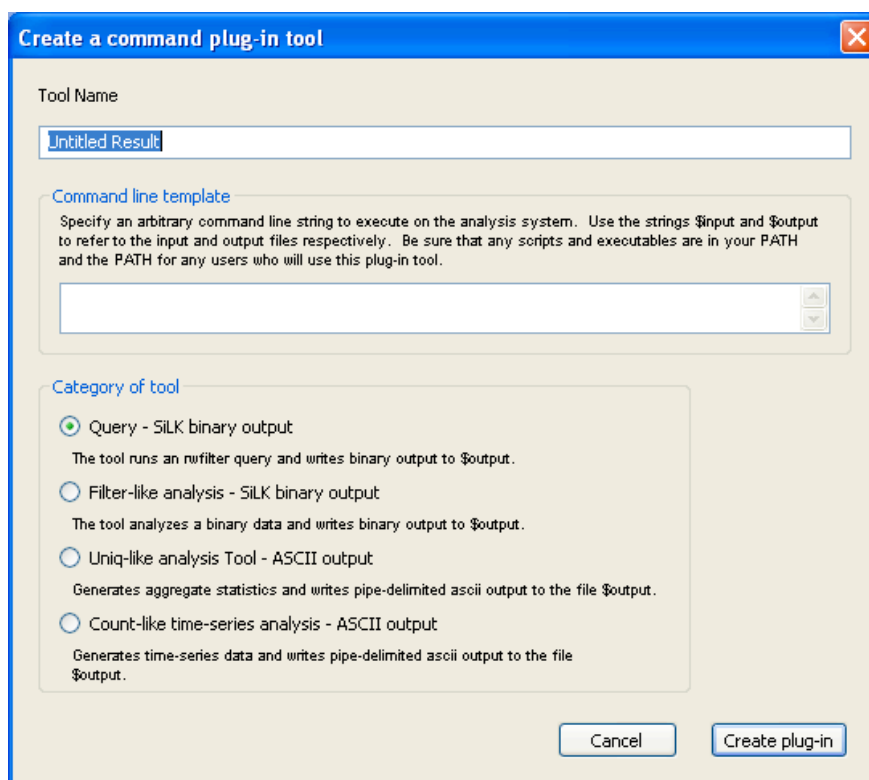 Create a command plug-in tool
Tool Name
Untitled Result
Command line template
Specify an arbitrary command line string to execute on the analysis system. Use the strings $input and $output
to refer to the input and output files respectively. Be sure that any scripts and executables are in your PATH
and the PATH for any users who will use this plug-in tool.
Category of tool
Query - SiLK binary output
The tool runs an rwfilter query and writes binary output to $output.
Filter-like analysis - SiLK binary output
The tool analyzes a binary data and writes binary output to $output.
Uniq-like analysis Tool - ASCII output
Generates aggregate statistics and writes pipe-delimited ascii output to the file $output.
Count-like time-series analysis - ASCII output
Generates time-series data and writes pipe-delimited ascii output to the file
$output.
Cancel
Create plug-in